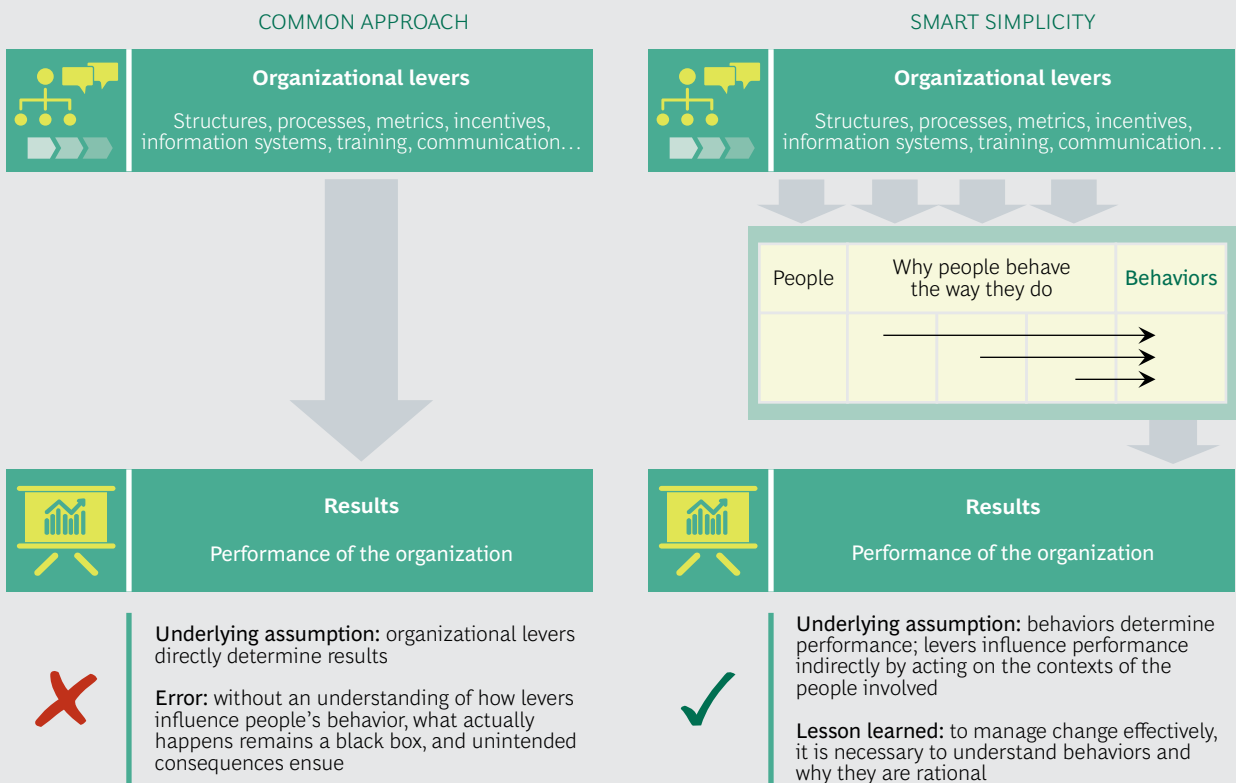 COMMON APPROACH
Organizational levers
Structures, processes, metrics, incentives,
information systems, training, communication…
Results
Performance of the organization
Underlying assumption: organizational levers
directly determine results
Error: without an understanding of how levers
influence people’s behavior, what actually
happens remains a black box, and unintended
consequences ensue
SMART SIMPLICITY
Organizational levers
Structures, processes, metrics, incentives,
information systems, training, communication…
People
Why people behave
the way they do
Behaviors
Results
Performance of the organization
Underlying assumption: behaviors determine
performance; levers influence performance
indirectly by acting on the contexts of the
people involved
Lesson learned: to manage change effectively,
it is necessary to understand behaviors and
why they are rational